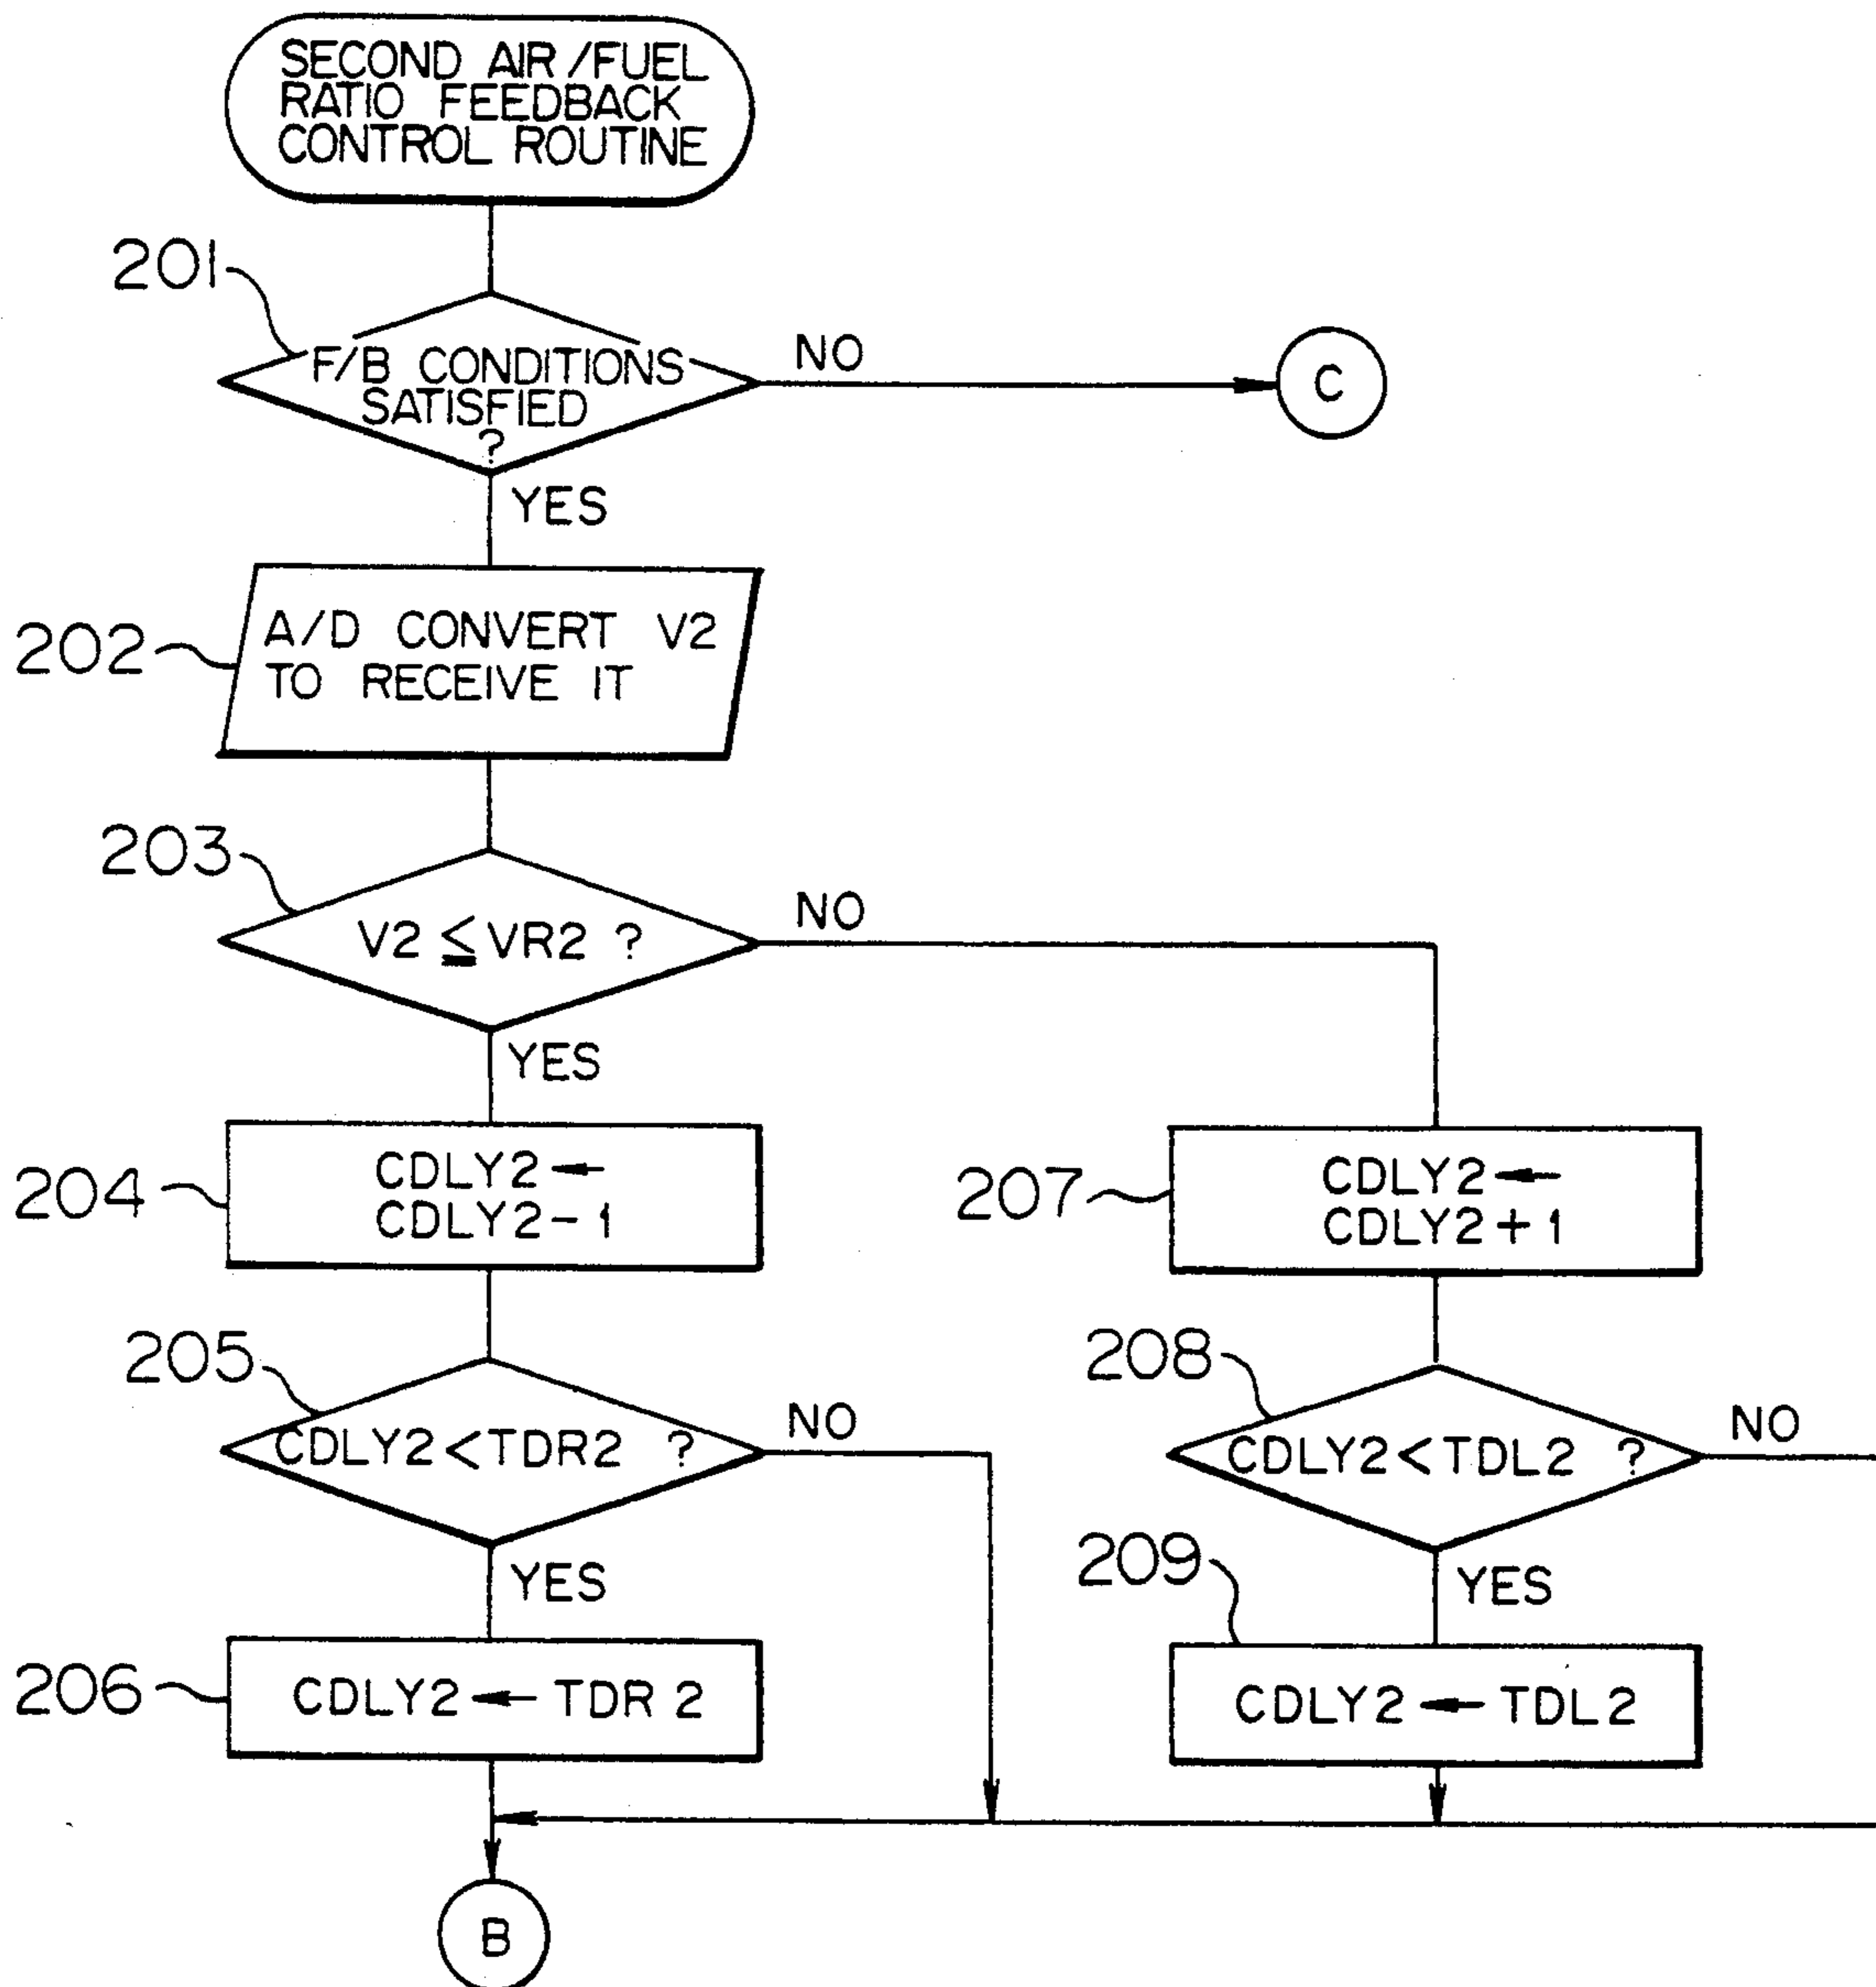 SECOND AIR/FUEL
RATIO FEEDBACK
CONTROL ROUTINE
201
F/B CONDITIONS
SATISFIED
?
NO
C
YES
202
A/D CONVERT V2
TO RECEIVE IT
203
V2 ≦ VR2 ?
NO
YES
204
CDLY2 ←
CDLY2 - 1
207
CDLY2 ←
CDLY2 + 1
205
CDLY2 < TDR2 ?
NO
208
CDLY2 < TDL2 ?
NO
YES
206
CDLY2 ← TDR 2
209
YES
CDLY2 ← TDL2
B